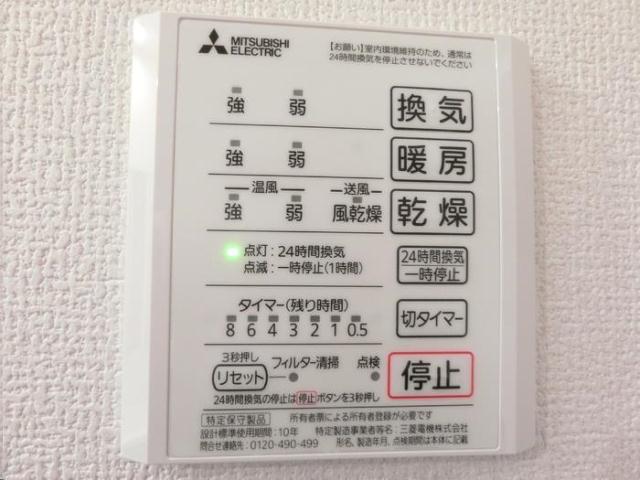 MITSUBISHI
ELECTRIC
【お願い】室内環境維持のため、通常は
24時間換気を停止させないでください
強 弱 換気
強 弱 暖房
温風 送風
強 弱 風乾燥 乾燥
点灯：24時間換気
点滅：一時停止(1時間)
24時間換気
一時停止
タイマー(残り時間)
8 6 4 3 2 1 0.5
切タイマー
3秒押し
リセット フィルター清掃 点検
停止
24時間換気の停止は停止ボタンを3秒押し
特定保守製品 所有者票による所有者登録が必要です
設計標準使用期間：10年 特定製造事業者等名：三菱電機株式会社
問合せ連絡先：0120-490-499 形名、製造年月、点検期間は本体に記載